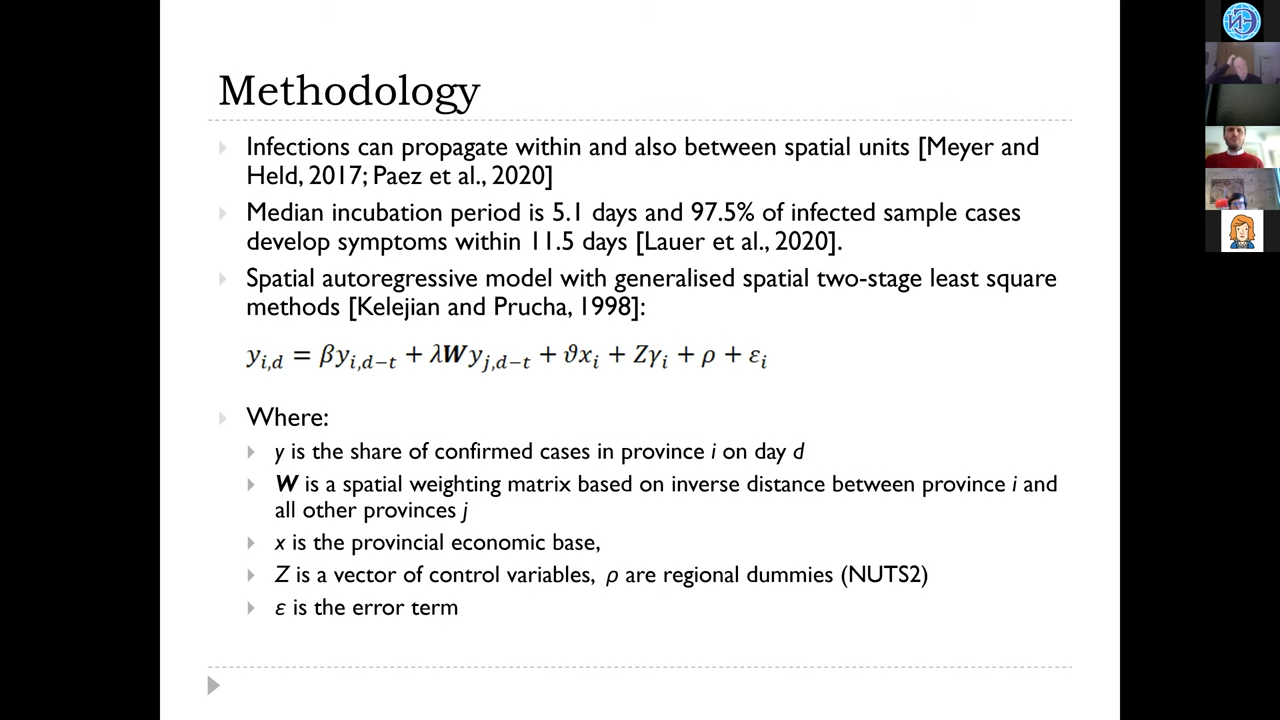 Methodology
Infections can propagate within and also between spatial units [Meyer and
Held, 2017; Paez et al., 2020]
Median incubation period is 5.1 days and 97.5% of infected sample cases
develop symptoms within 11.5 days [Lauer et al., 2020].
Spatial autoregressive model with generalised spatial two-stage least square
methods [Kelejian and Prucha, 1998]:
y_{i,d} = βy_{i,d−t} + λWy_{j,d−t} + ϑx_i + Zγ_i + ρ + ε_i
Where:
y is the share of confirmed cases in province i on day d
W is a spatial weighting matrix based on inverse distance between province i and
all other provinces j
x is the provincial economic base,
Z is a vector of control variables, ρ are regional dummies (NUTS2)
ε is the error term